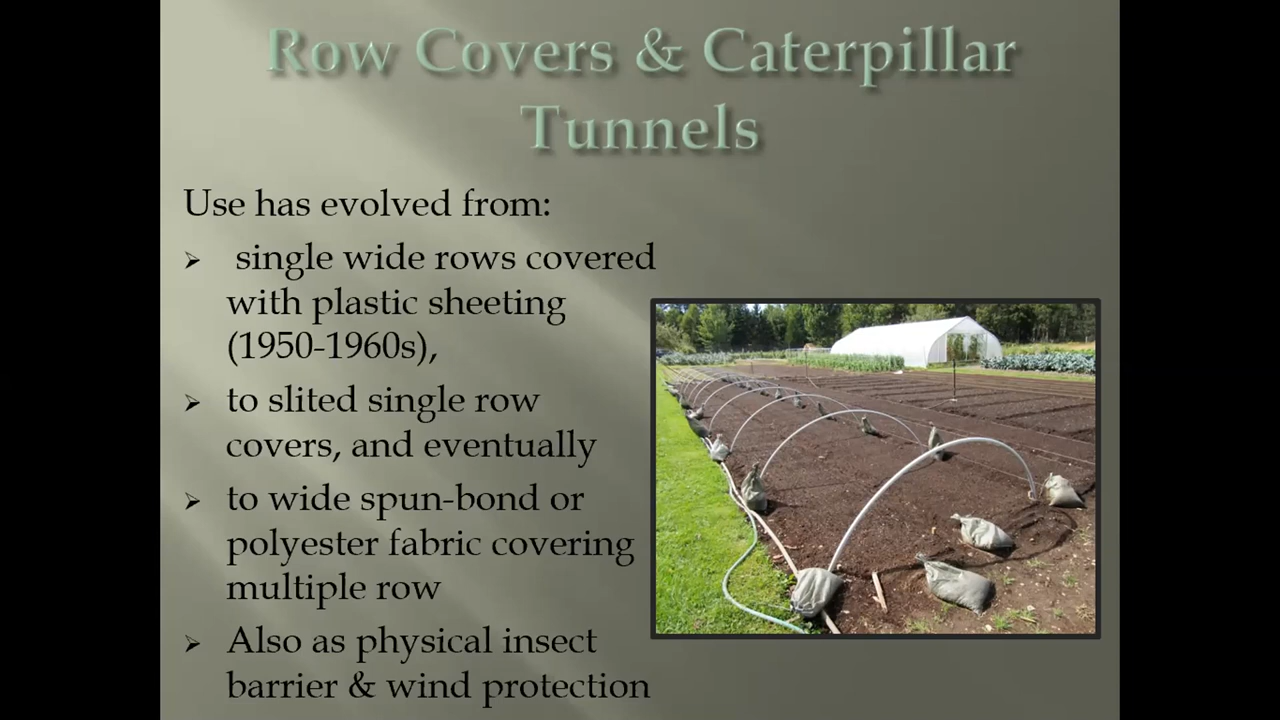 Row Covers & Caterpillar
Tunnels
Use has evolved from:
➢ single wide rows covered
with plastic sheeting
(1950-1960s),
➢ to slited single row
covers, and eventually
➢ to wide spun-bond or
polyester fabric covering
multiple row
➢ Also as physical insect
barrier & wind protection